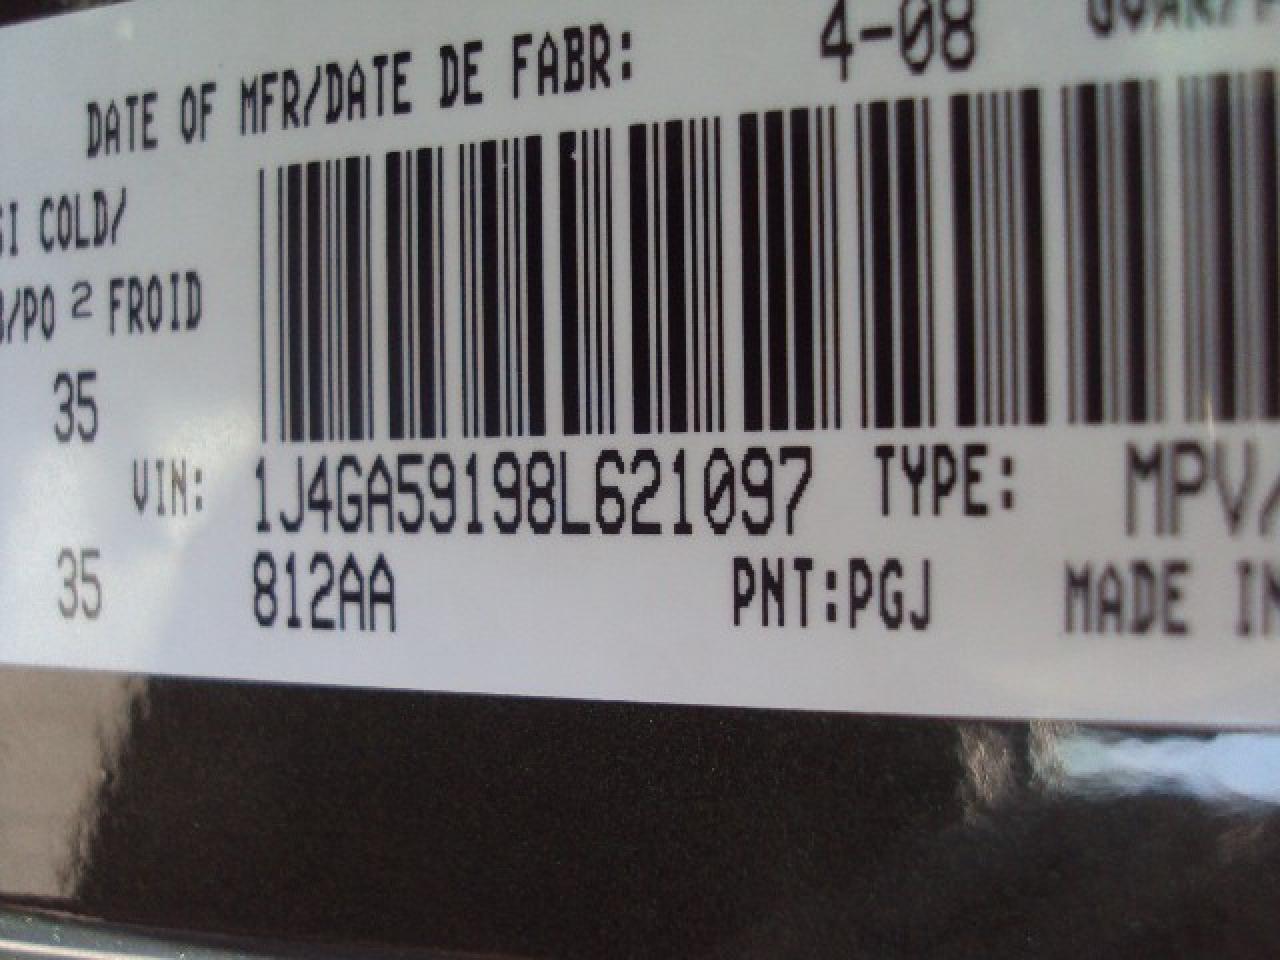 DATE OF MFR/DATE DE FABR: 4-08
COLD/
/PO 2 FROID
35
VIN: 1J4GA59198L621097 TYPE: MPV/
35 812AA PNT:PGJ MADE IN